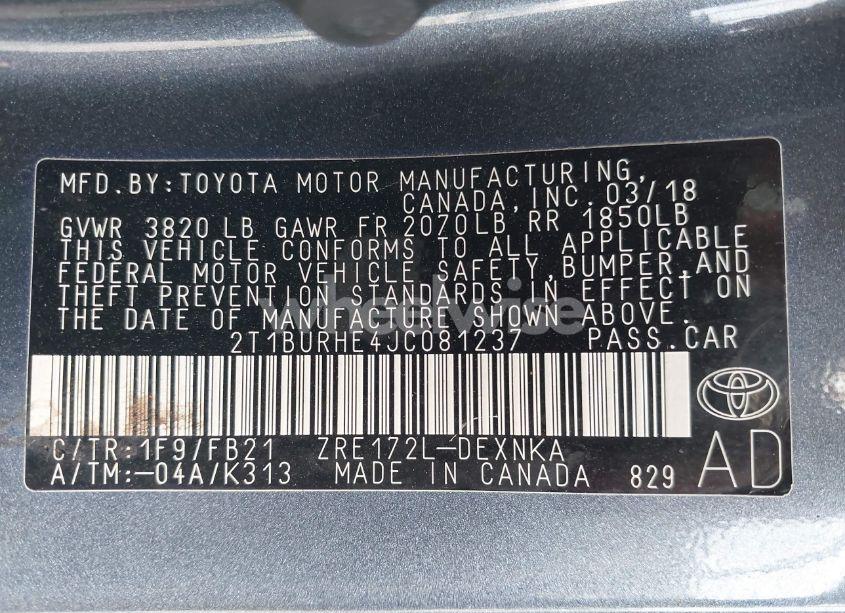 MFD.BY:TOYOTA MOTOR MANUFACTURING,
CANADA,INC. 03/18
GVWR 3820 LB GAWR FR 2070LB RR 1850LB
THIS VEHICLE CONFORMS TO ALL APPLICABLE
FEDERAL MOTOR VEHICLE SAFETY,BUMPER,AND
THEFT PREVENTION STANDARDS IN EFFECT ON
THE DATE OF MANUFACTURE SHOWN ABOVE.
wheelwise
2T1BURHE4JC081237 PASS.CAR
C/TR:1F9/FB21 ZRE172L-DEXNKA
A/TM:-04A/K313 MADE IN CANADA 829 AD